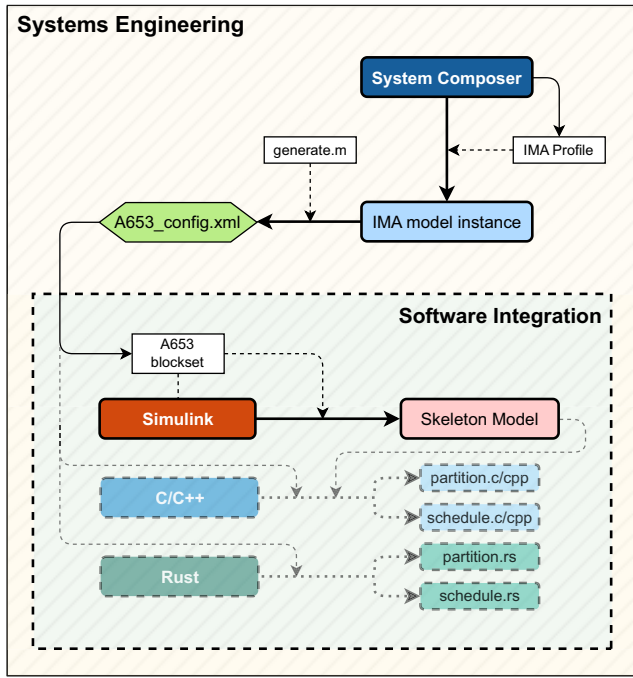 Systems Engineering
System Composer
generate.m
IMA Profile
A653_config.xml
IMA model instance
Software Integration
A653
blockset
Simulink
Skeleton Model
C/C++
partition.c/cpp
schedule.c/cpp
Rust
partition.rs
schedule.rs